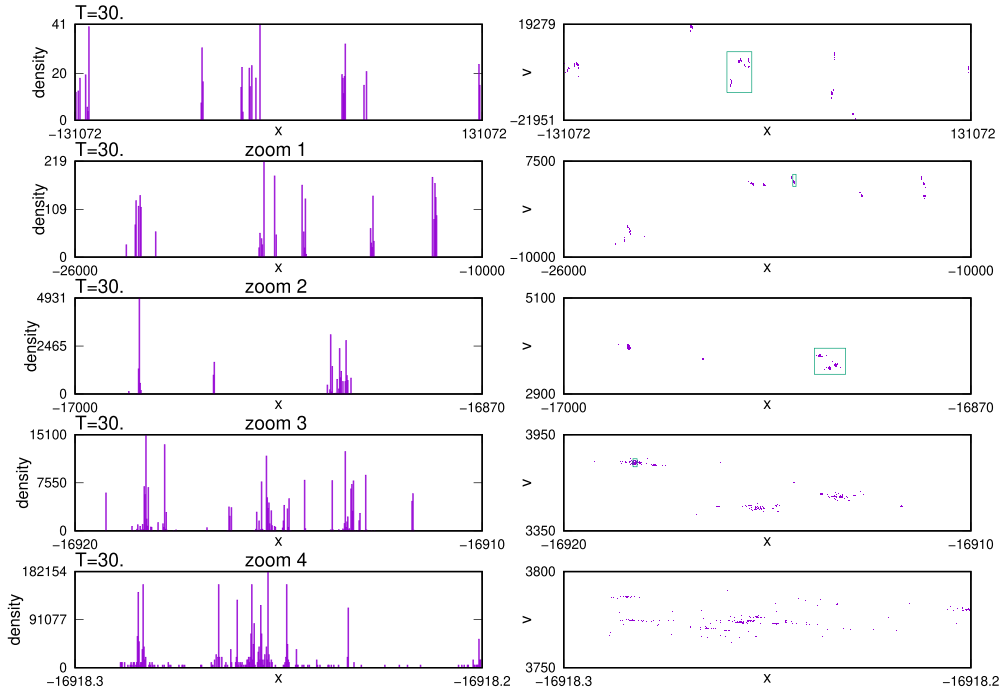 T=30.
41
20
0
density
−131072
x
131072
19279
v
−21951
−131072
x
131072
T=30.
zoom 1
219
109
0
density
−26000
x
−10000
7500
v
−10000
−26000
x
−10000
T=30.
zoom 2
4931
2465
0
density
−17000
x
−16870
5100
v
2900
−17000
x
−16870
T=30.
zoom 3
15100
7550
0
density
−16920
x
−16910
3950
v
3350
−16920
x
−16910
T=30.
zoom 4
182154
91077
0
density
−16918.3
x
−16918.2
3800
v
3750
−16918.3
x
−16918.2